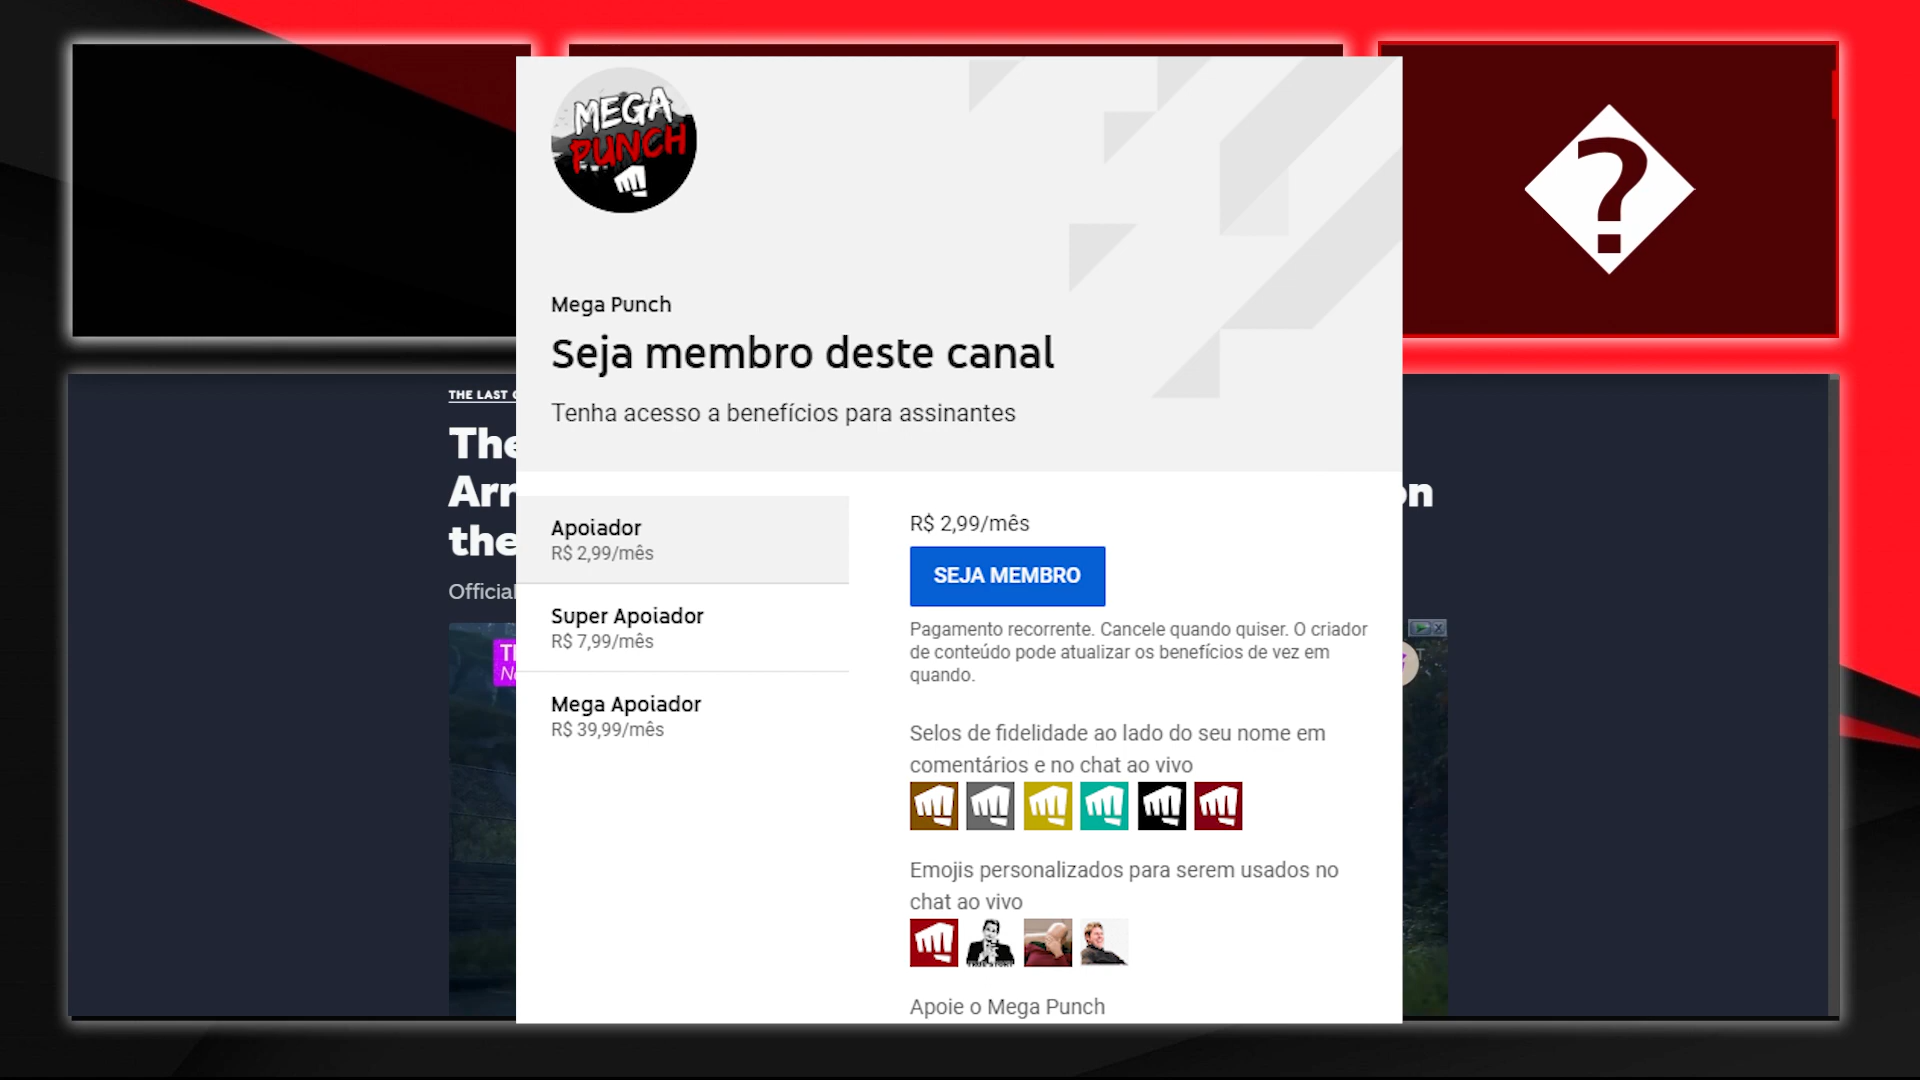 MEGA
PUNCH
?
Mega Punch
Seja membro deste canal
Tenha acesso a benefícios para assinantes
THE LAST
The
Arr
on
the
Official
Apoiador
R$ 2,99/mês
Super Apoiador
R$ 7,99/mês
Mega Apoiador
R$ 39,99/mês
R$ 2,99/mês
SEJA MEMBRO
Pagamento recorrente. Cancele quando quiser. O criador
de conteúdo pode atualizar os benefícios de vez em
quando.
Selos de fidelidade ao lado do seu nome em
comentários e no chat ao vivo
Emojis personalizados para serem usados no
chat ao vivo
TRUE STORY
Apoie o Mega Punch